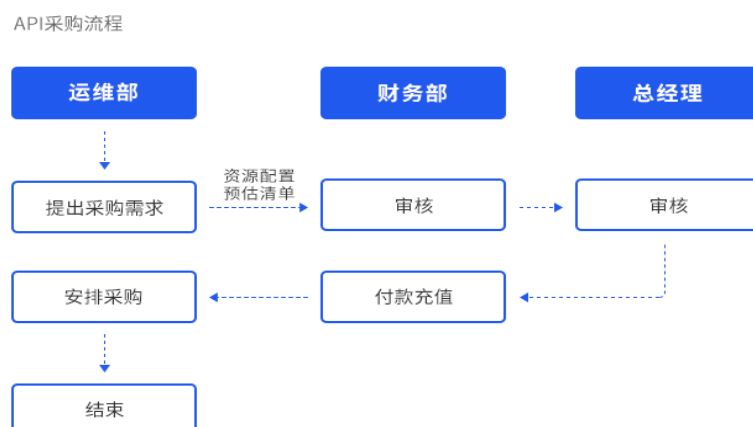 API采购流程
运维部
财务部
总经理
资源配置
预估清单
提出采购需求
审核
审核
安排采购
付款充值
结束